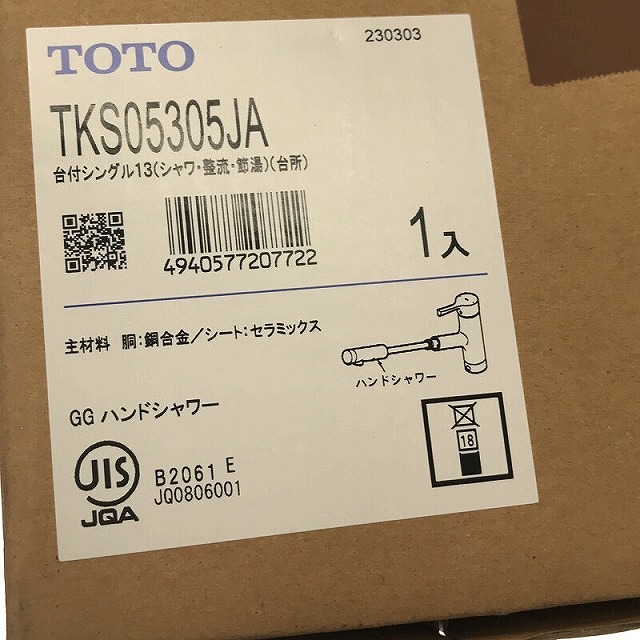 TOTO
230303
TKS05305JA
台付シングル13(シャワ・整流・節湯)(台所)
4940577207722
1入
主材料 胴:銅合金/シート:セラミックス
ハンドシャワー
GG ハンドシャワー
18
JIS
JQA
B2061 E
JQ0806001